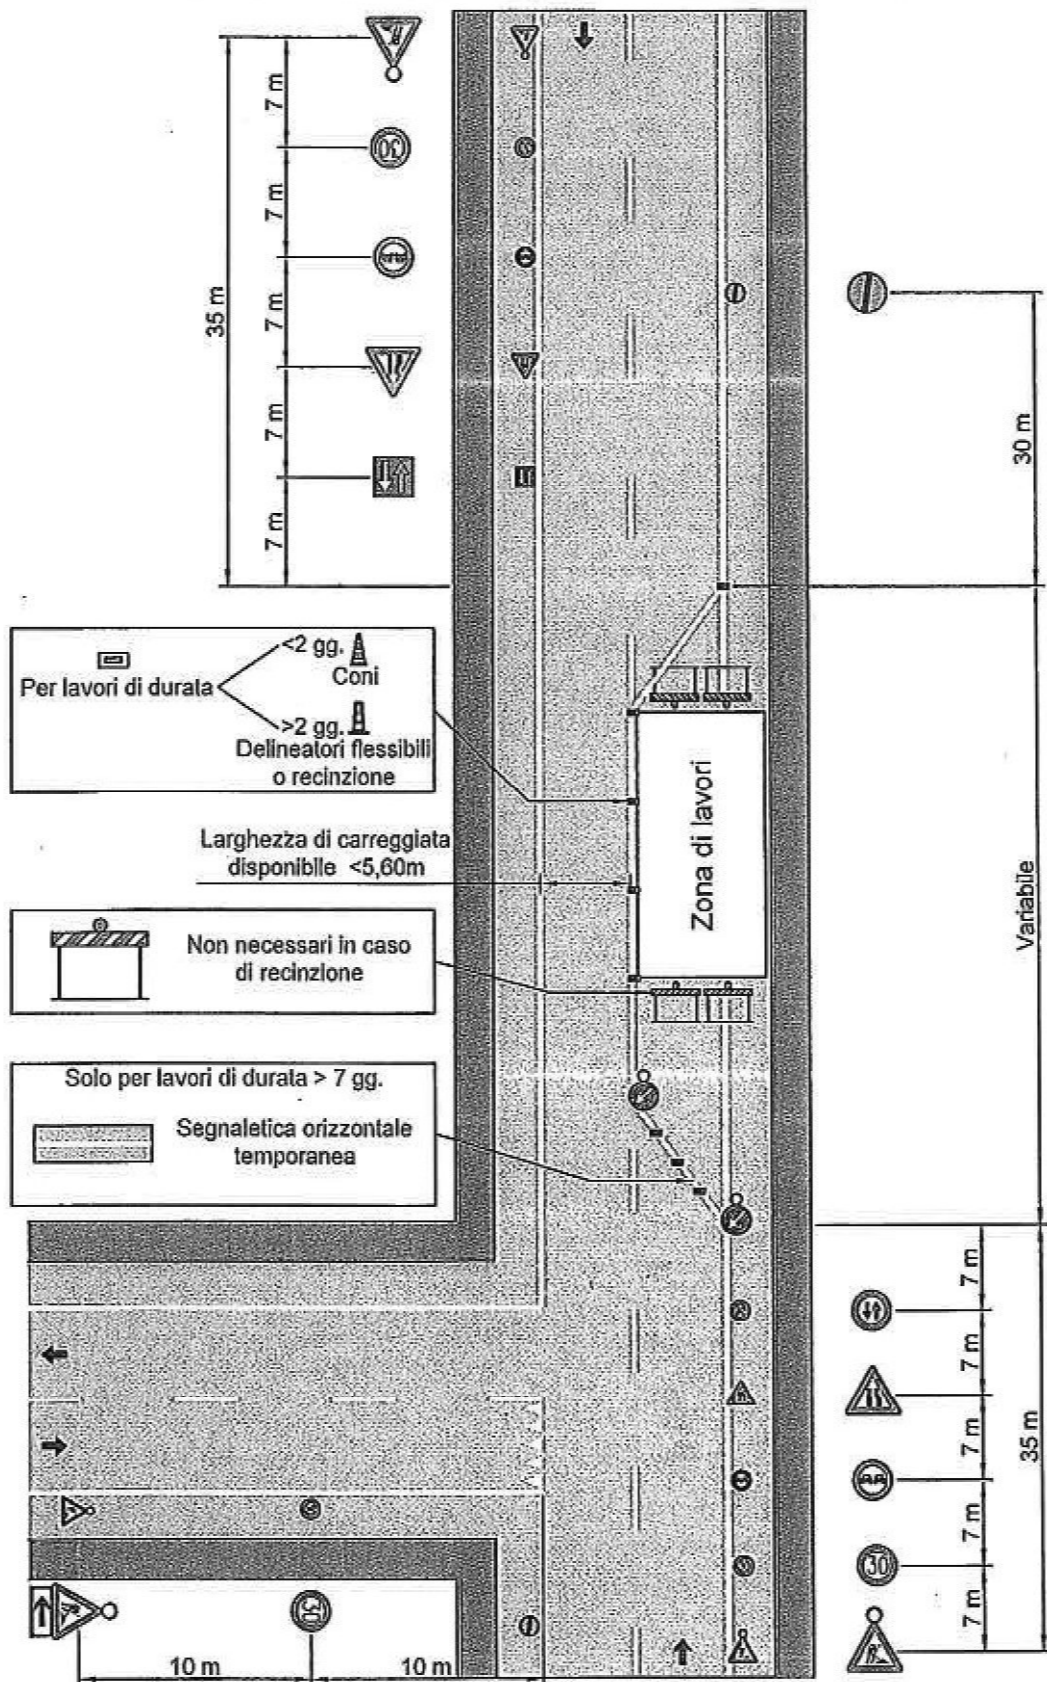 7 m
7 m
7 m
7 m
7 m
35 m
30
30 m
Per lavori di durata
<2 gg.
Coni
>2 gg.
Delineatori flessibili
o recinzione
Larghezza di carreggiata
disponibile <5,60m
Zona di lavori
Variabile
Non necessari in caso
di recinzione
Solo per lavori di durata > 7 gg.
Segnaletica orizzontale
temporanea
7 m
7 m
7 m
7 m
7 m
35 m
30
30
10 m
10 m